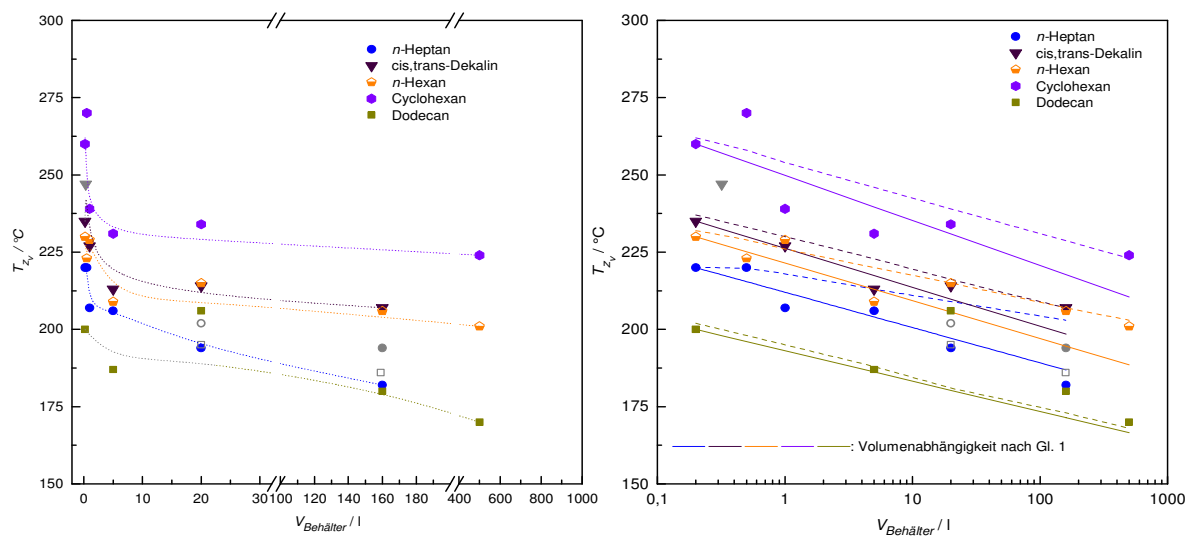 300
275
250
225
200
175
150
T_zv / °C
0
10
20
30
100
120
140
160
180
200
400
600
800
1000
V_Behälter / l
n-Heptan
cis,trans-Dekalin
n-Hexan
Cyclohexan
Dodecan
300
275
250
225
200
175
150
T_zv / °C
0,1
1
10
100
1000
V_Behälter / l
n-Heptan
cis,trans-Dekalin
n-Hexan
Cyclohexan
Dodecan
: Volumenabhängigkeit nach Gl. 1